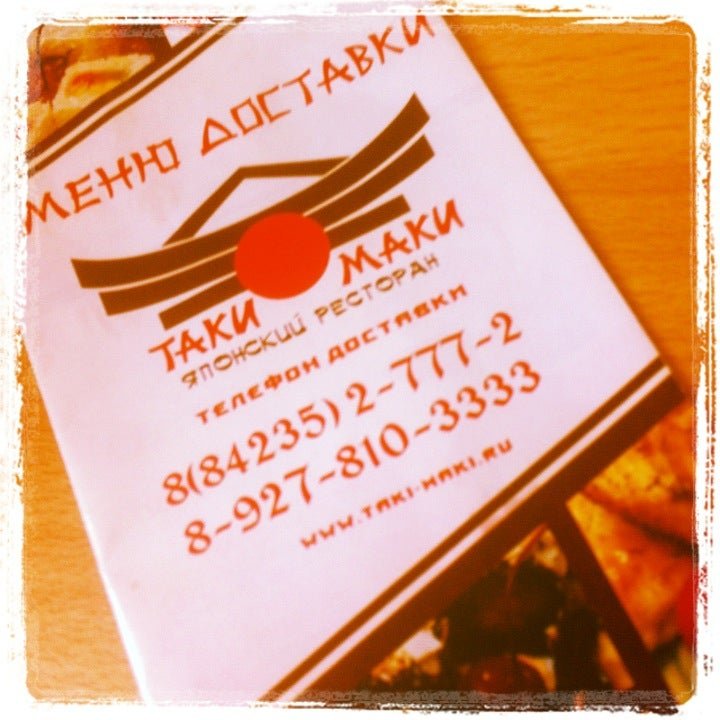 МЕНЮ ДОСТАВКИ
ТАКИ МАКИ
ЯПОНСКИЙ РЕСТОРАН
ТЕЛЕФОН ДОСТАВКИ
8(84235) 2-777-2
8-927-810-3333
WWW.TAKI-MAKI.RU